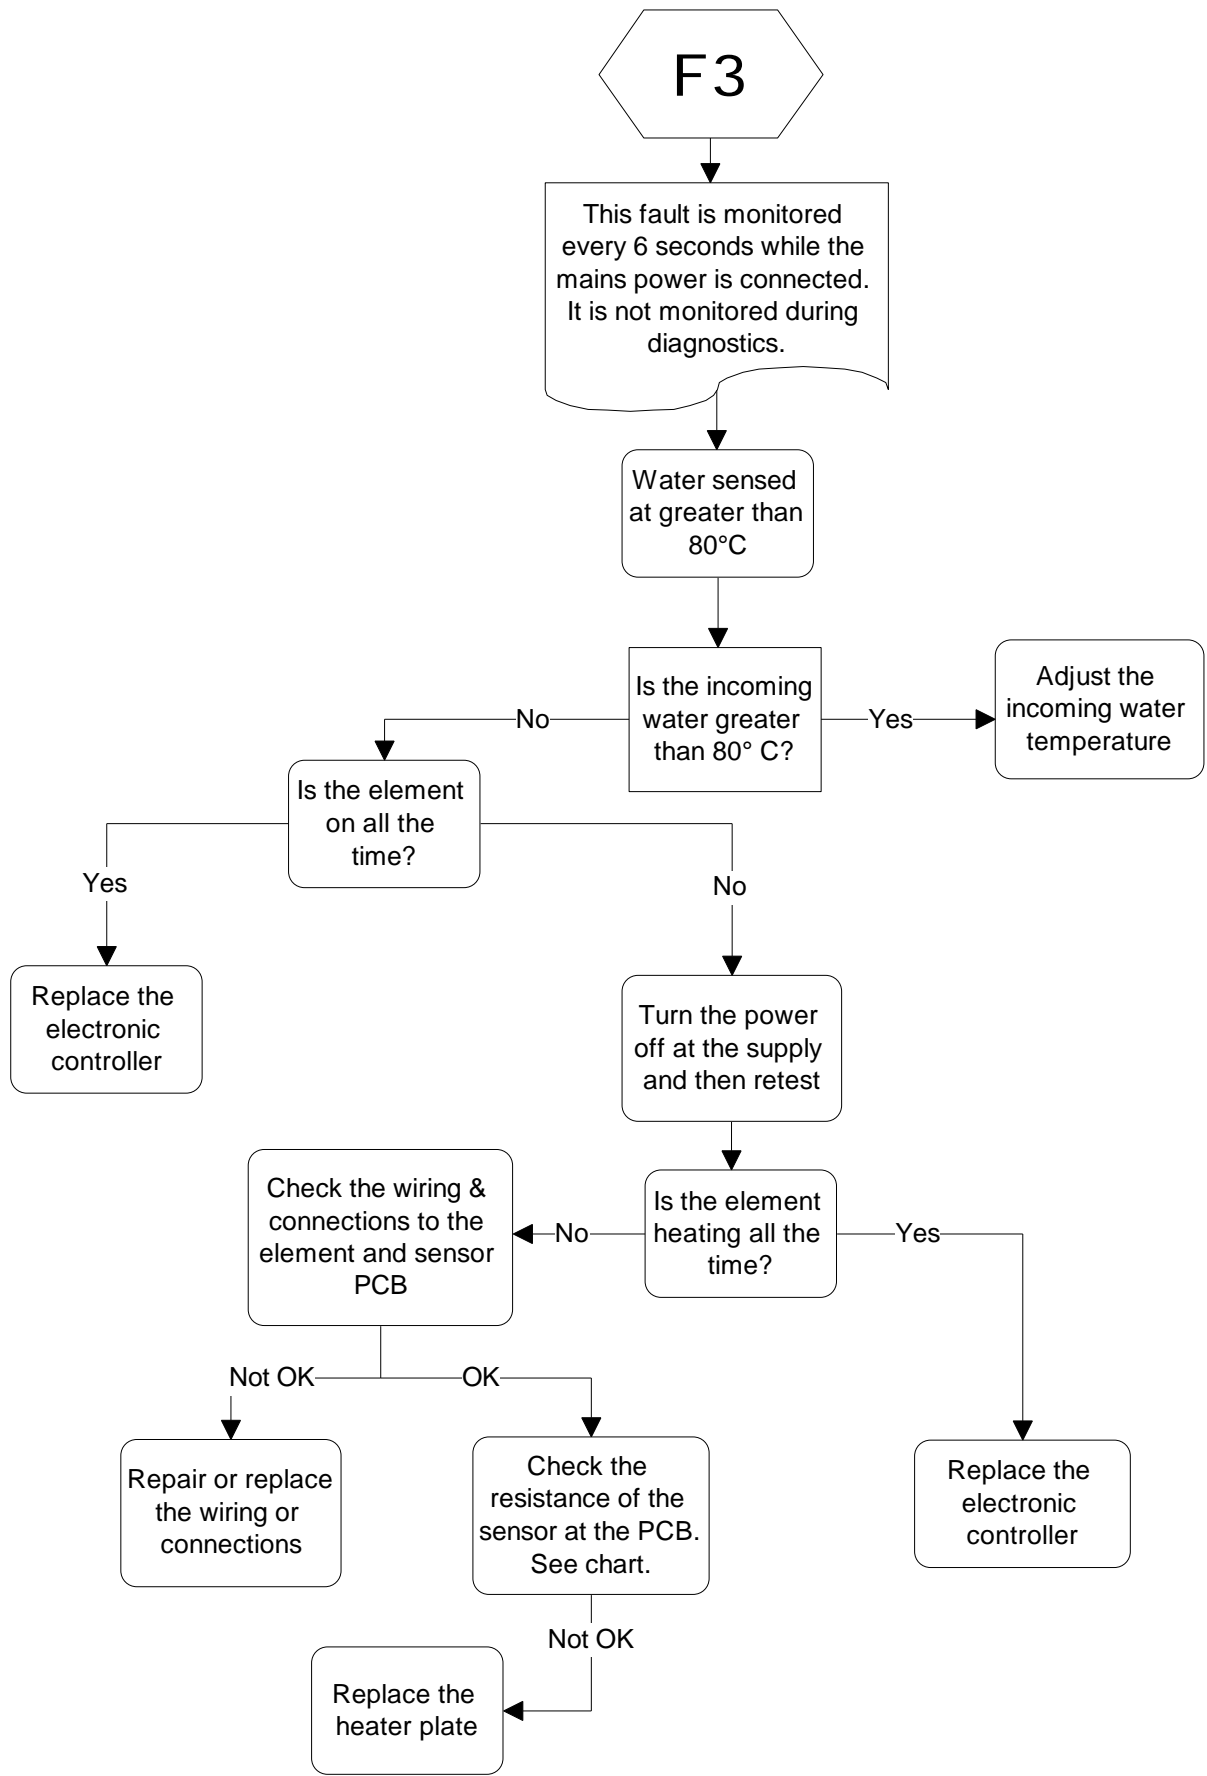 F3
This fault is monitored
every 6 seconds while the
mains power is connected.
It is not monitored during
diagnostics.
Water sensed
at greater than
80°C
Is the incoming
water greater
than 80° C?
No
Yes
Adjust the
incoming water
temperature
Is the element
on all the
time?
Yes
No
Replace the
electronic
controller
Turn the power
off at the supply
and then retest
Is the element
heating all the
time?
No
Yes
Check the wiring &
connections to the
element and sensor
PCB
Not OK
OK
Repair or replace
the wiring or
connections
Check the
resistance of the
sensor at the PCB.
See chart.
Replace the
electronic
controller
Not OK
Replace the
heater plate